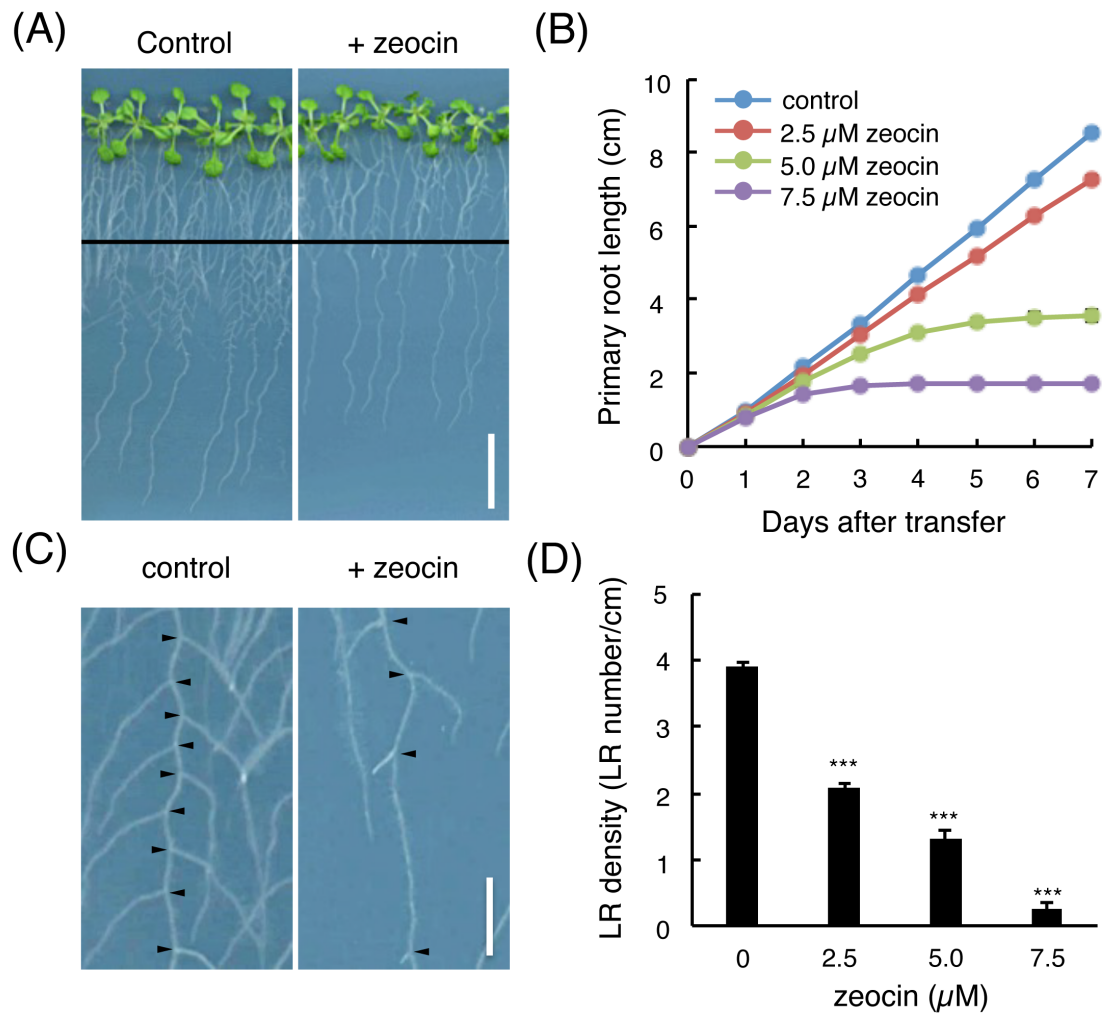 (A)
Control
+ zeocin
(B)
10
8
6
4
2
0
Primary root length (cm)
control
2.5 µM zeocin
5.0 µM zeocin
7.5 µM zeocin
0 1 2 3 4 5 6 7
Days after transfer
(C)
control
+ zeocin
(D)
5
4
3
2
1
0
LR density (LR number/cm)
***
***
***
0 2.5 5.0 7.5
zeocin (µM)